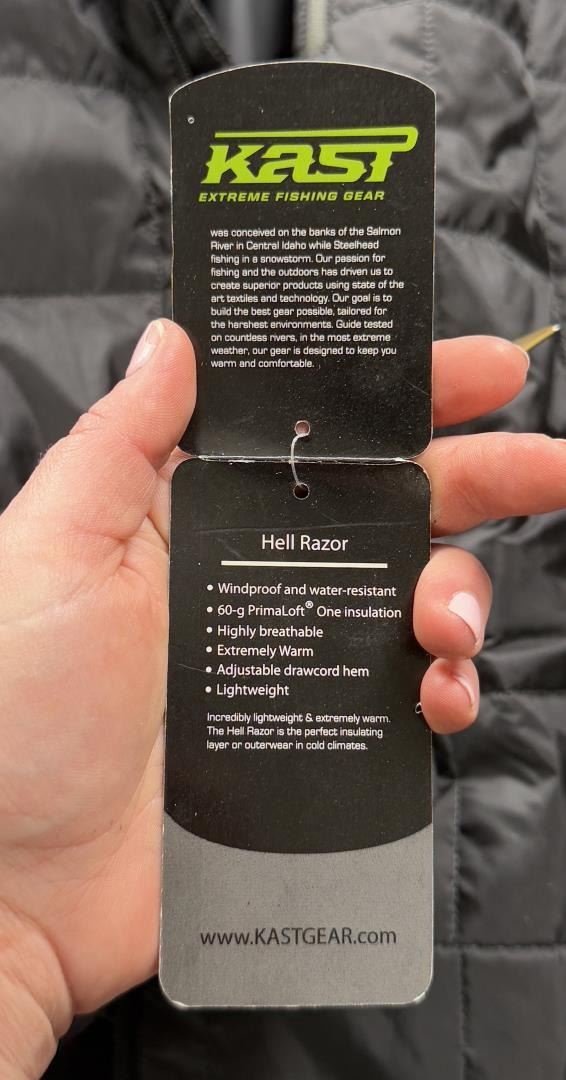 KAST
EXTREME FISHING GEAR
was conceived on the banks of the Salmon
River in Central Idaho while Steelhead
fishing in a snowstorm. Our passion for
fishing and the outdoors has driven us to
create superior products using state of the
art textiles and technology. Our goal is to
build the best gear possible, tailored for
the harshest environments. Guide tested
on countless rivers, in the most extreme
weather, our gear is designed to keep you
warm and comfortable.
Hell Razor
• Windproof and water-resistant
• 60-g PrimaLoft® One insulation
• Highly breathable
• Extremely Warm
• Adjustable drawcord hem
• Lightweight
Incredibly lightweight & extremely warm.
The Hell Razor is the perfect insulating
layer or outerwear in cold climates.
www.KASTGEAR.com